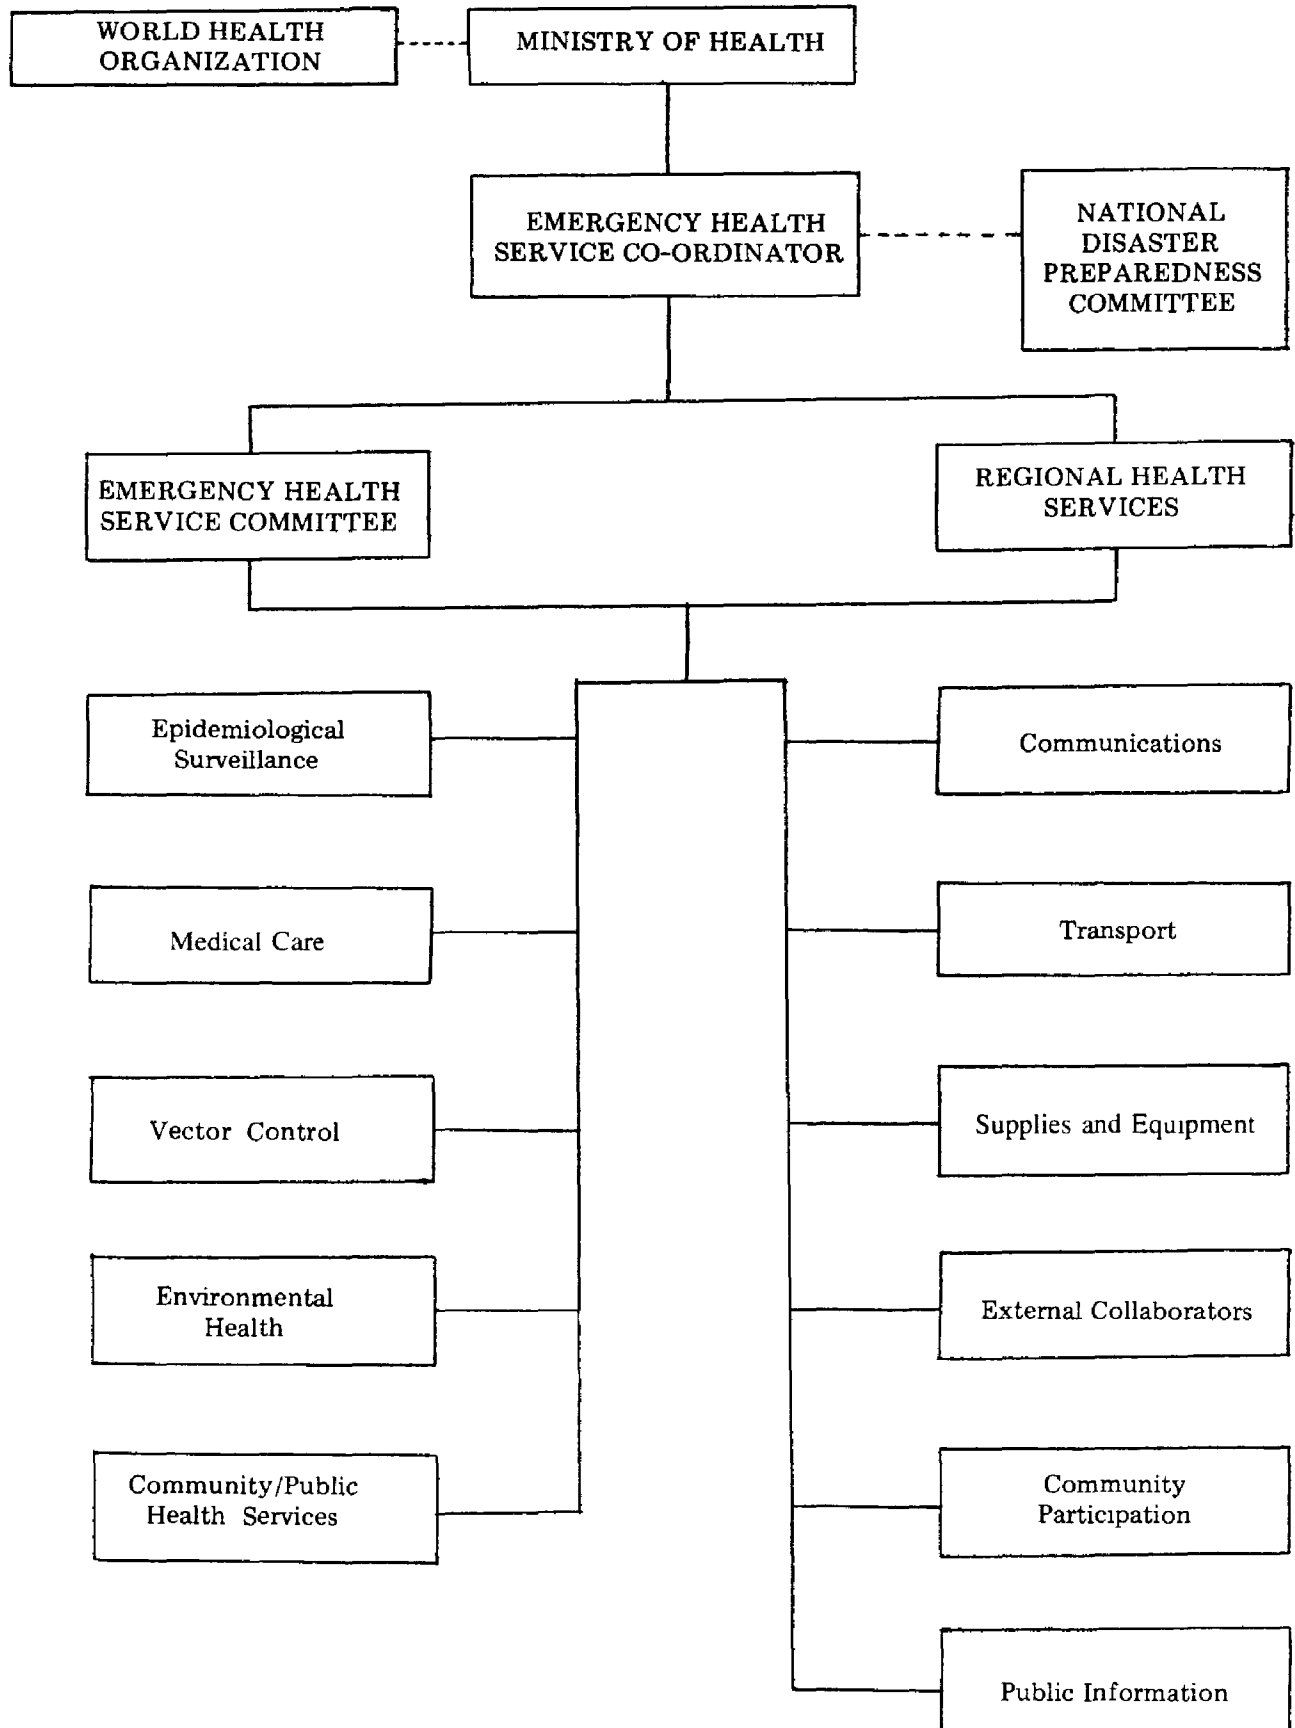 WORLD HEALTH
ORGANIZATION
MINISTRY OF HEALTH
EMERGENCY HEALTH
SERVICE CO-ORDINATOR
NATIONAL
DISASTER
PREPAREDNESS
COMMITTEE
EMERGENCY HEALTH
SERVICE COMMITTEE
REGIONAL HEALTH
SERVICES
Epidemiological
Surveillance
Communications
Medical Care
Transport
Vector Control
Supplies and Equipment
Environmental
Health
External Collaborators
Community/Public
Health Services
Community
Participation
Public Information